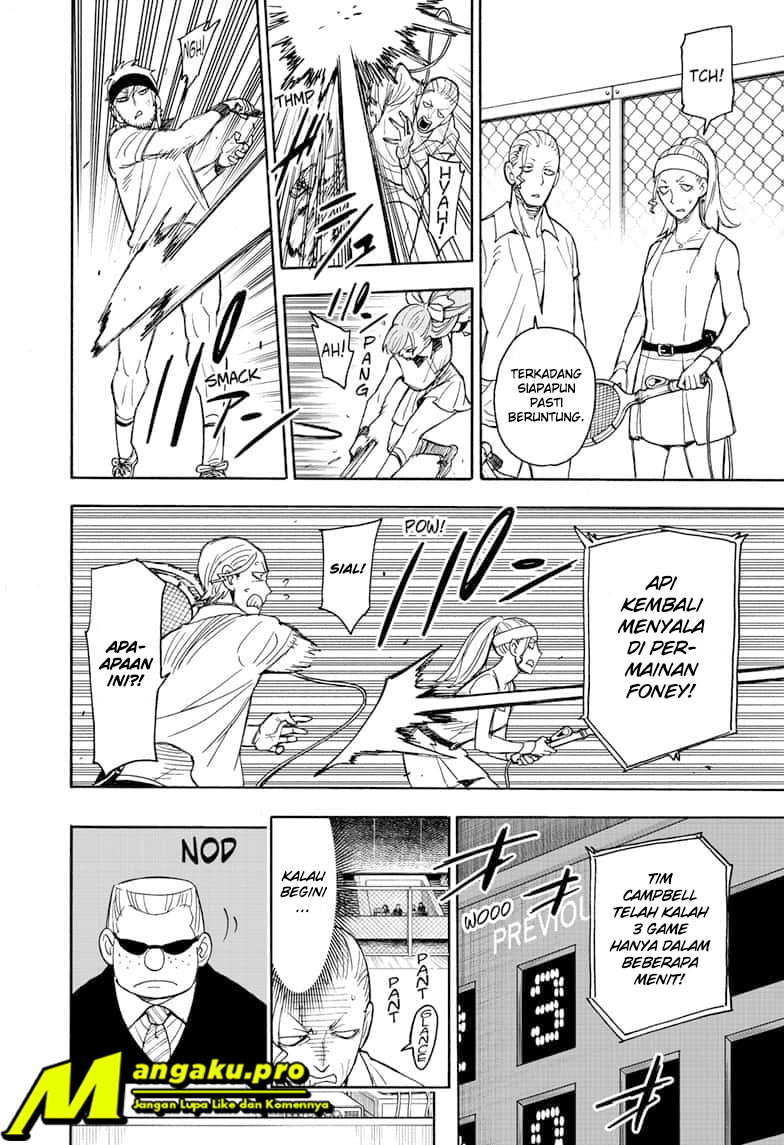 TCH!
TERKADANG
SIAPAPUN
PASTI
BERUNTUNG.
THMP
HYAH!
NGH!
SMACK
AH!
PANG
API
KEMBALI
MENYALA
DI PER-
MAINAN
FONEY!
POW!
SIAL!
APA-
APAAN
INI?!
TIM
CAMPBELL
TELAH KALAH
3 GAME
HANYA DALAM
BEBERAPA
MENIT!
WOOO
PREVIOU
3
KALAU
BEGINI
...
PANT
PANT
GLANCE
NOD
Mangaku.pro
Jangan Lupa Like dan Komennya